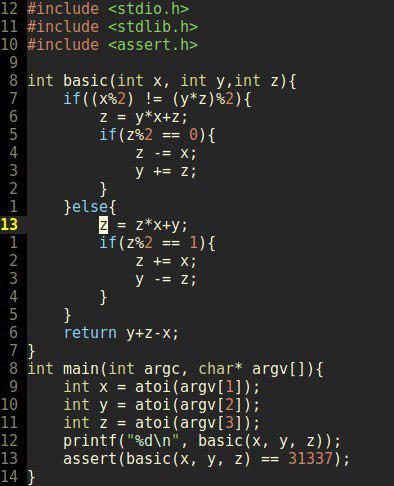 12 #include <stdio.h>
11 #include <stdlib.h>
10 #include <assert.h>
9
8 int basic(int x, int y,int z){
7     if((x%2) != (y*z)%2){
6         z = y*x+z;
5         if(z%2 == 0){
4             z -= x;
3             y += z;
2         }
1     }else{
13         z = z*x+y;
1         if(z%2 == 1){
2             z += x;
3             y -= z;
4         }
5     }
6     return y+z-x;
7 }
8 int main(int argc, char* argv[]){
9     int x = atoi(argv[1]);
10     int y = atoi(argv[2]);
11     int z = atoi(argv[3]);
12     printf("%d\n", basic(x, y, z));
13     assert(basic(x, y, z) == 31337);
14 }